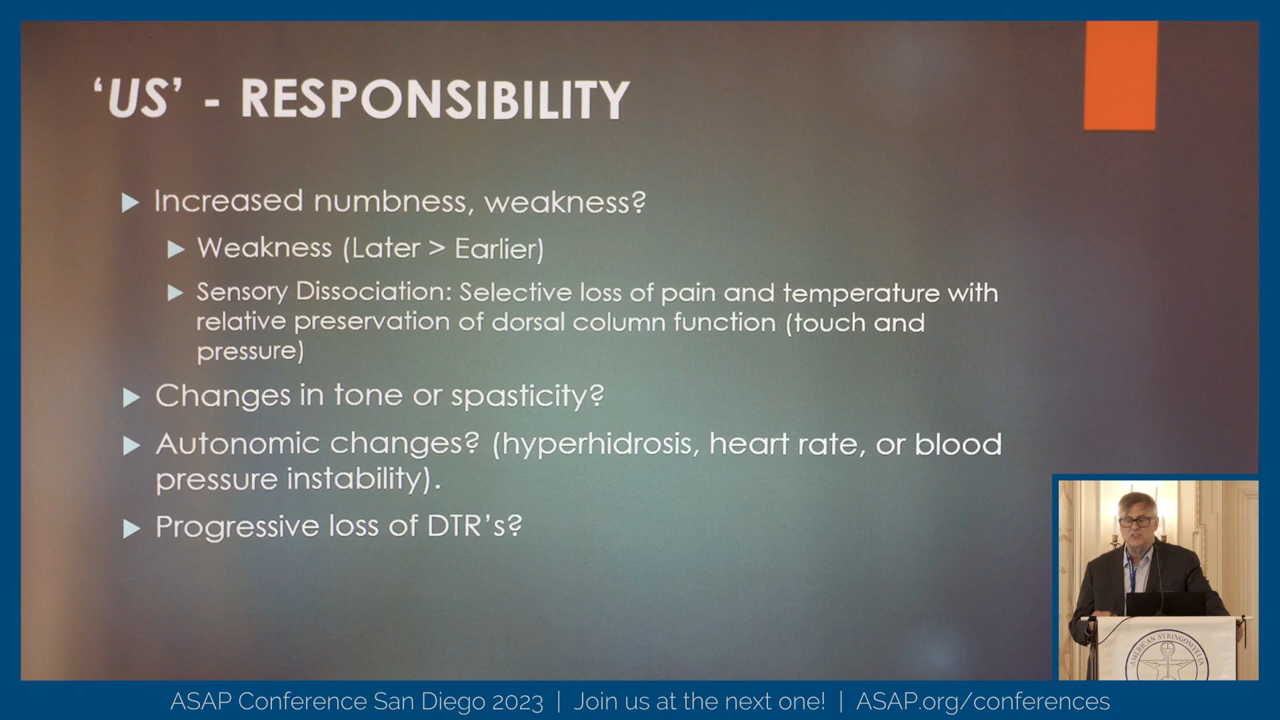 ‘US’ - RESPONSIBILITY
Increased numbness, weakness?
Weakness (Later > Earlier)
Sensory Dissociation: Selective loss of pain and temperature with
relative preservation of dorsal column function (touch and
pressure)
Changes in tone or spasticity?
Autonomic changes? (hyperhidrosis, heart rate, or blood
pressure instability).
Progressive loss of DTR’s?
AMERICAN SYRINGOMYELIA
ASAP Conference San Diego 2023 | Join us at the next one! | ASAP.org/conferences